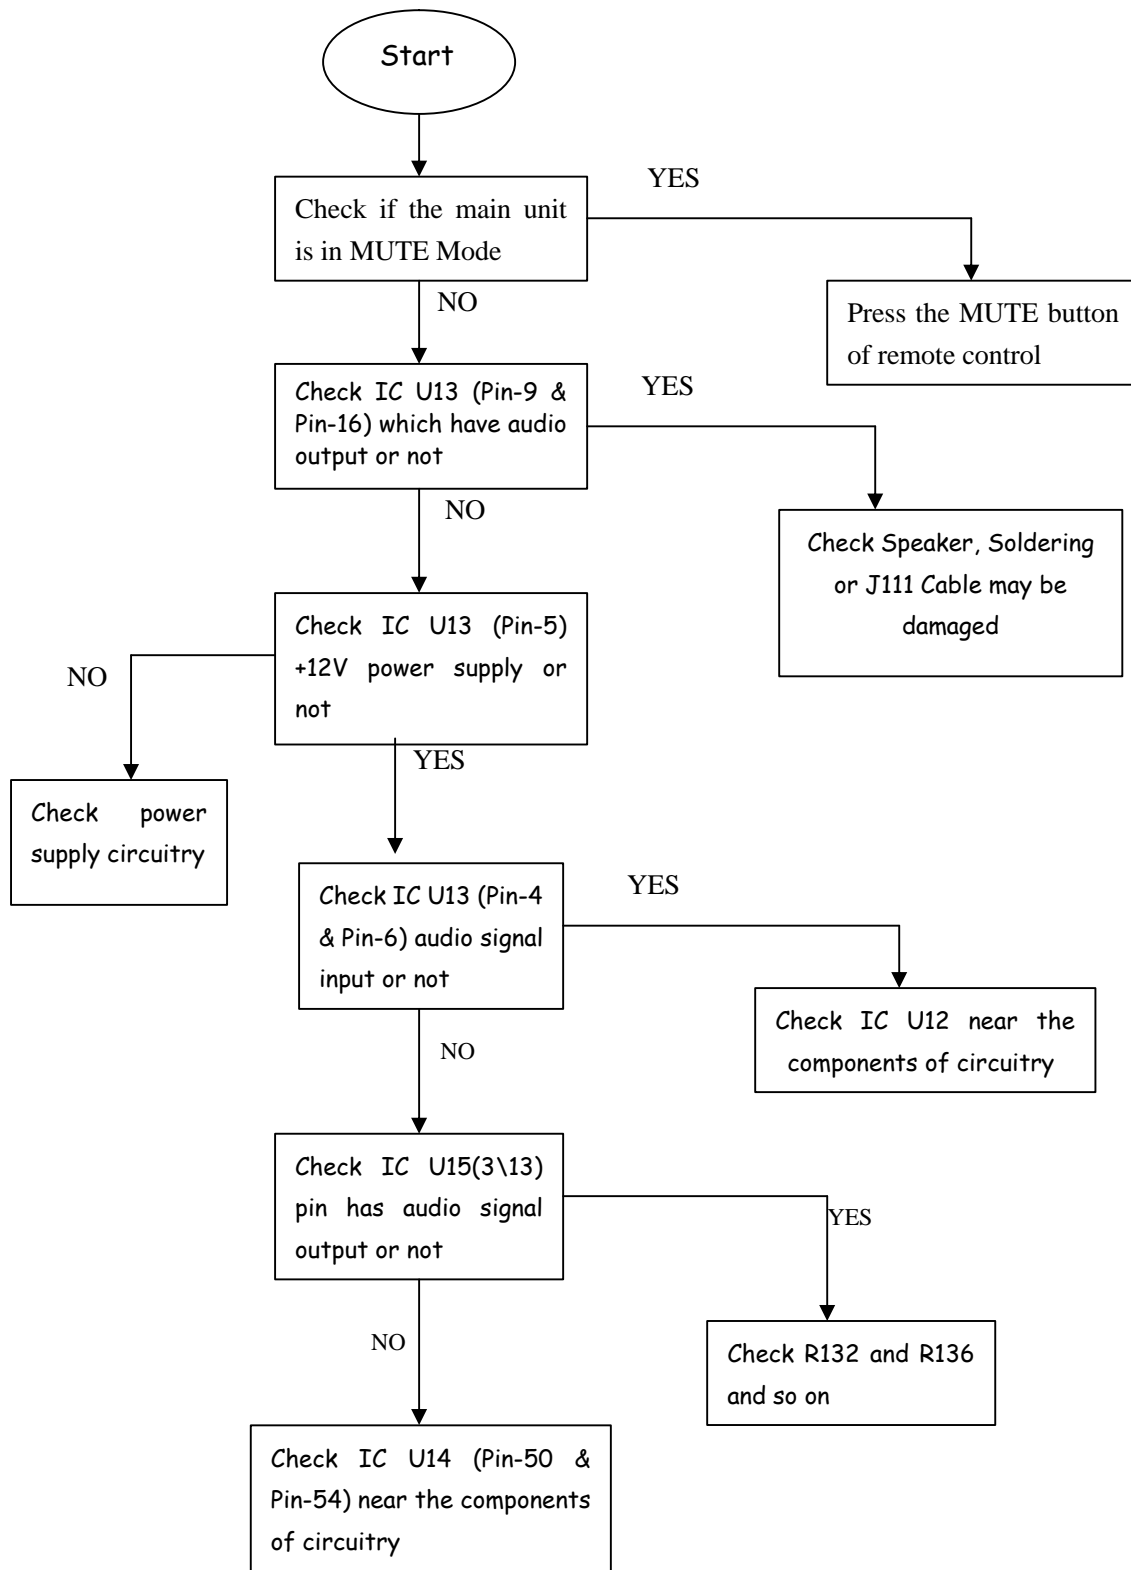 Start
YES
Check if the main unit
is in MUTE Mode
NO
Press the MUTE button
of remote control
Check IC U13 (Pin-9 &
Pin-16) which have audio
output or not
YES
NO
Check Speaker, Soldering
or J111 Cable may be
damaged
Check IC U13 (Pin-5)
+12V power supply or
not
NO
YES
Check power
supply circuitry
Check IC U13 (Pin-4
& Pin-6) audio signal
input or not
YES
Check IC U12 near the
components of circuitry
NO
Check IC U15(3\13)
pin has audio signal
output or not
YES
NO
Check R132 and R136
and so on
Check IC U14 (Pin-50 &
Pin-54) near the components
of circuitry